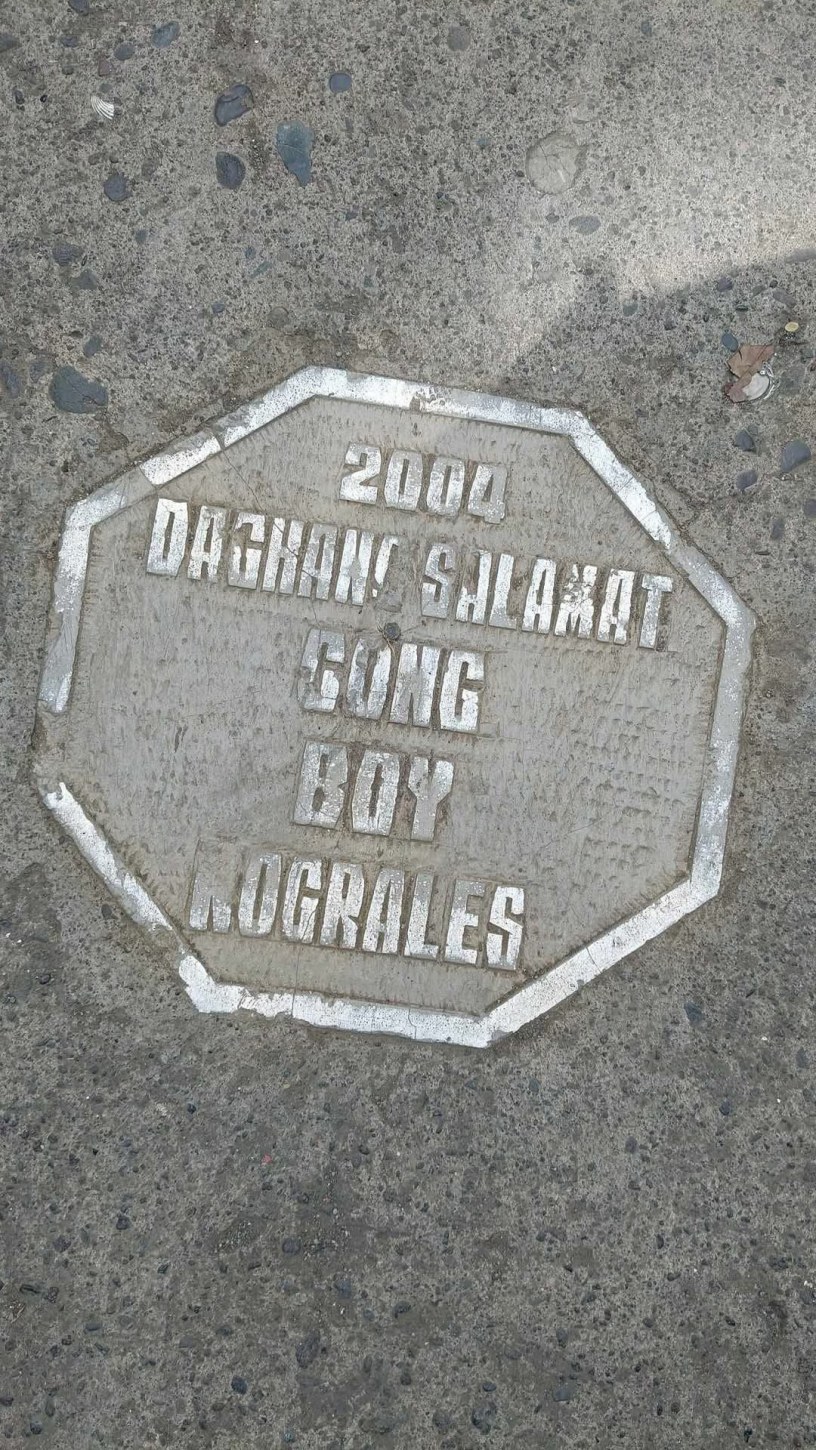 2004
DAGHANG SALAMAT
CONG
BOY
NOGRALES